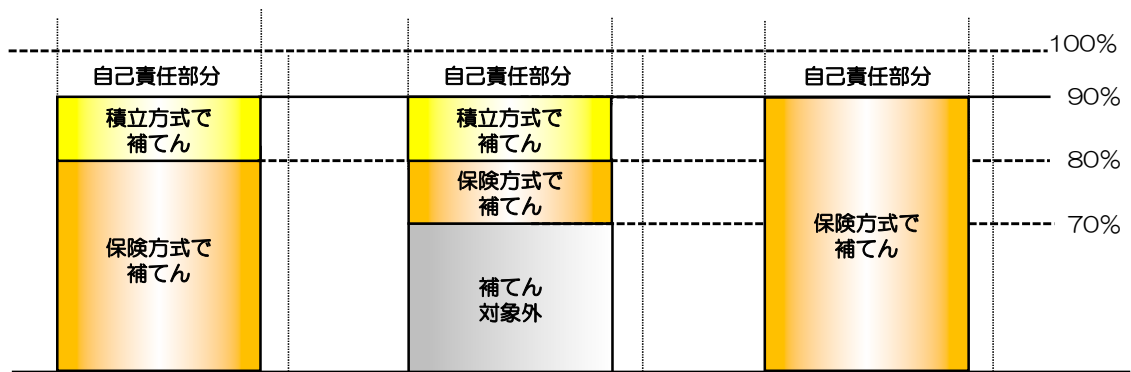 100%
自己責任部分
自己責任部分
自己責任部分
90%
積立方式で
補てん
積立方式で
補てん
80%
保険方式で
補てん
70%
保険方式で
補てん
保険方式で
補てん
補てん
対象外